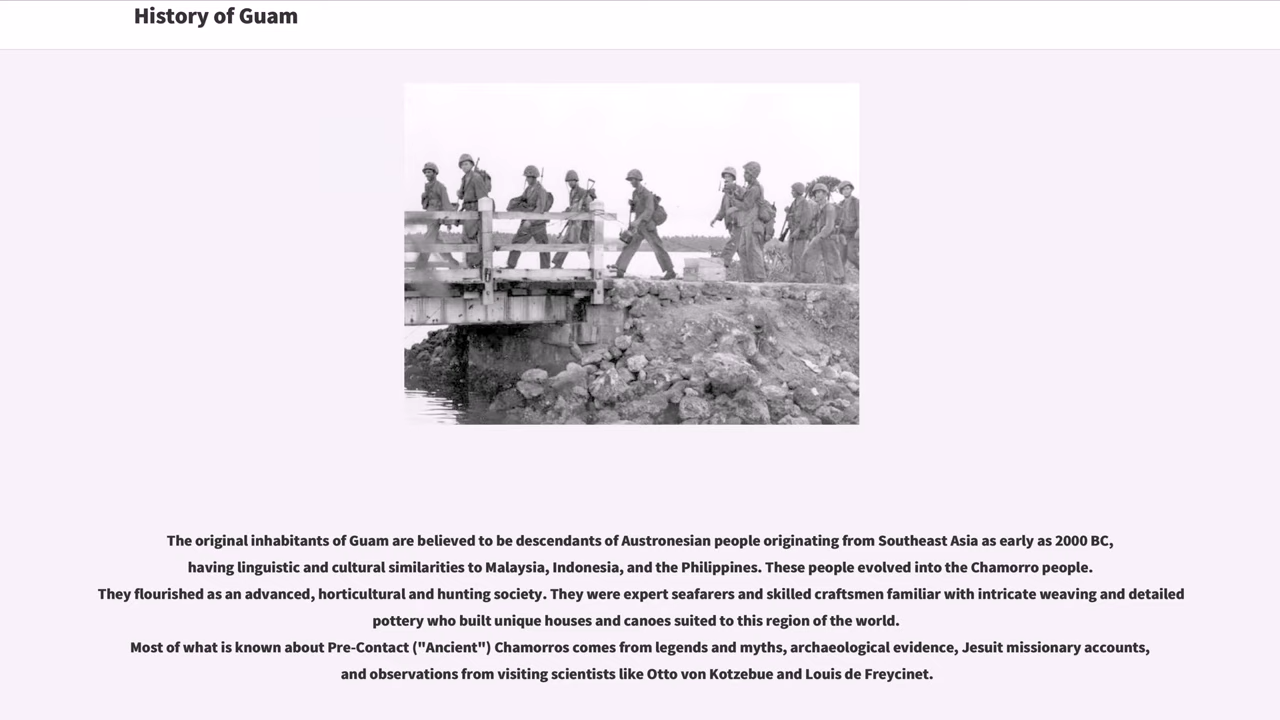 History of Guam
The original inhabitants of Guam are believed to be descendants of Austronesian people originating from Southeast Asia as early as 2000 BC,
having linguistic and cultural similarities to Malaysia, Indonesia, and the Philippines. These people evolved into the Chamorro people.
They flourished as an advanced, horticultural and hunting society. They were expert seafarers and skilled craftsmen familiar with intricate weaving and detailed
pottery who built unique houses and canoes suited to this region of the world.
Most of what is known about Pre-Contact ("Ancient") Chamorros comes from legends and myths, archaeological evidence, Jesuit missionary accounts,
and observations from visiting scientists like Otto von Kotzebue and Louis de Freycinet.